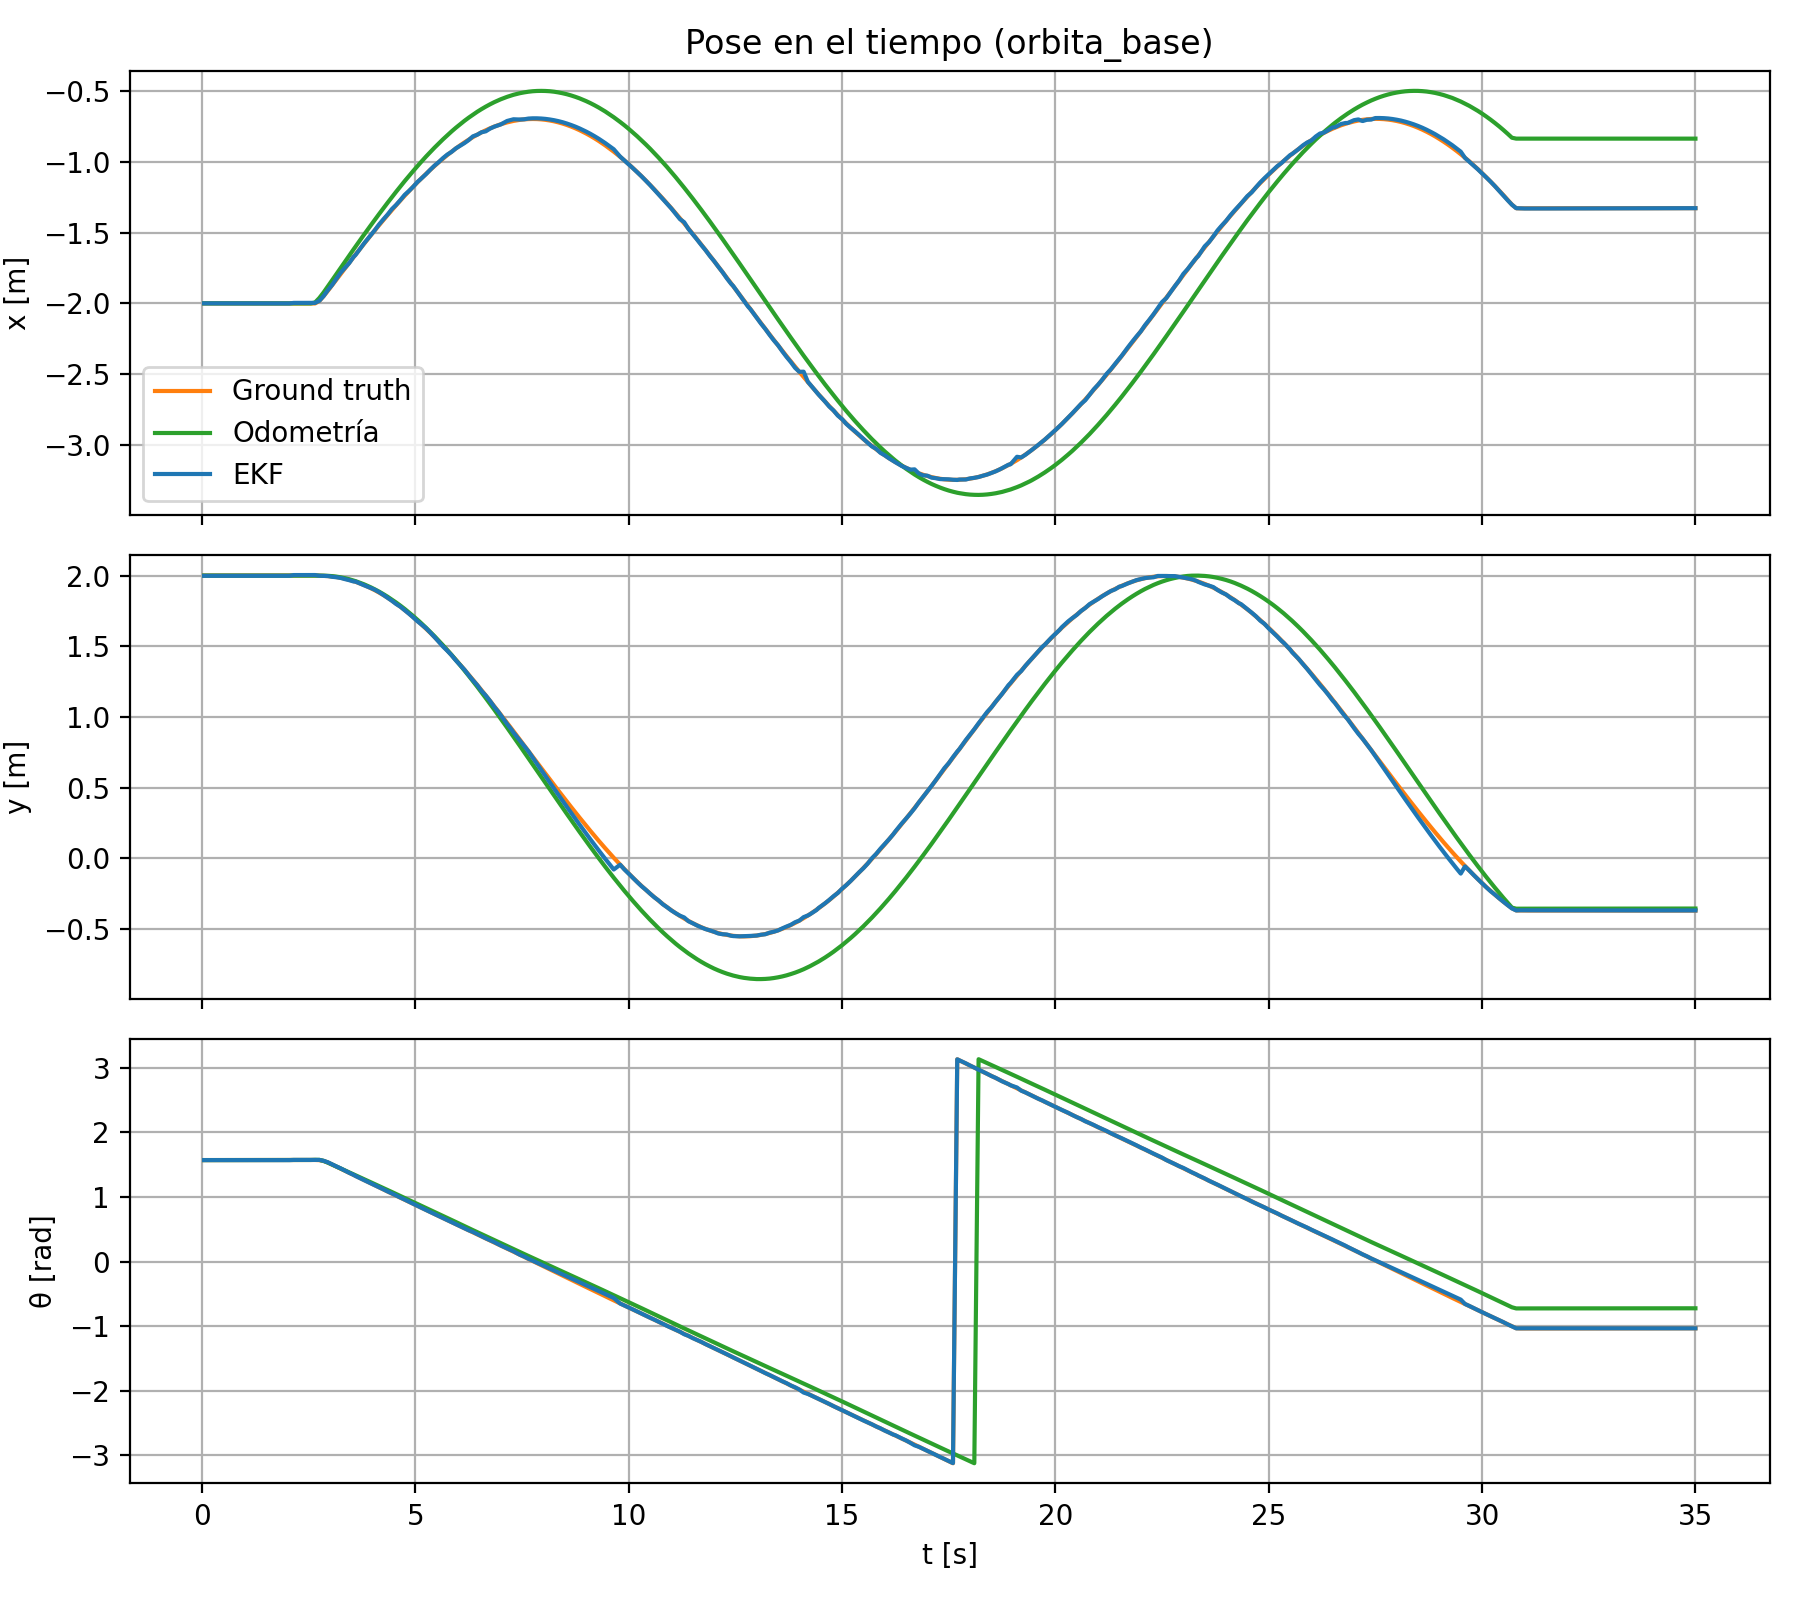 Pose en el tiempo (orbita_base)
x [m]
−0.5
−1.0
−1.5
−2.0
−2.5
−3.0
Ground truth
Odometría
EKF
y [m]
2.0
1.5
1.0
0.5
0.0
−0.5
θ [rad]
3
2
1
0
−1
−2
−3
0 5 10 15 20 25 30 35
t [s]